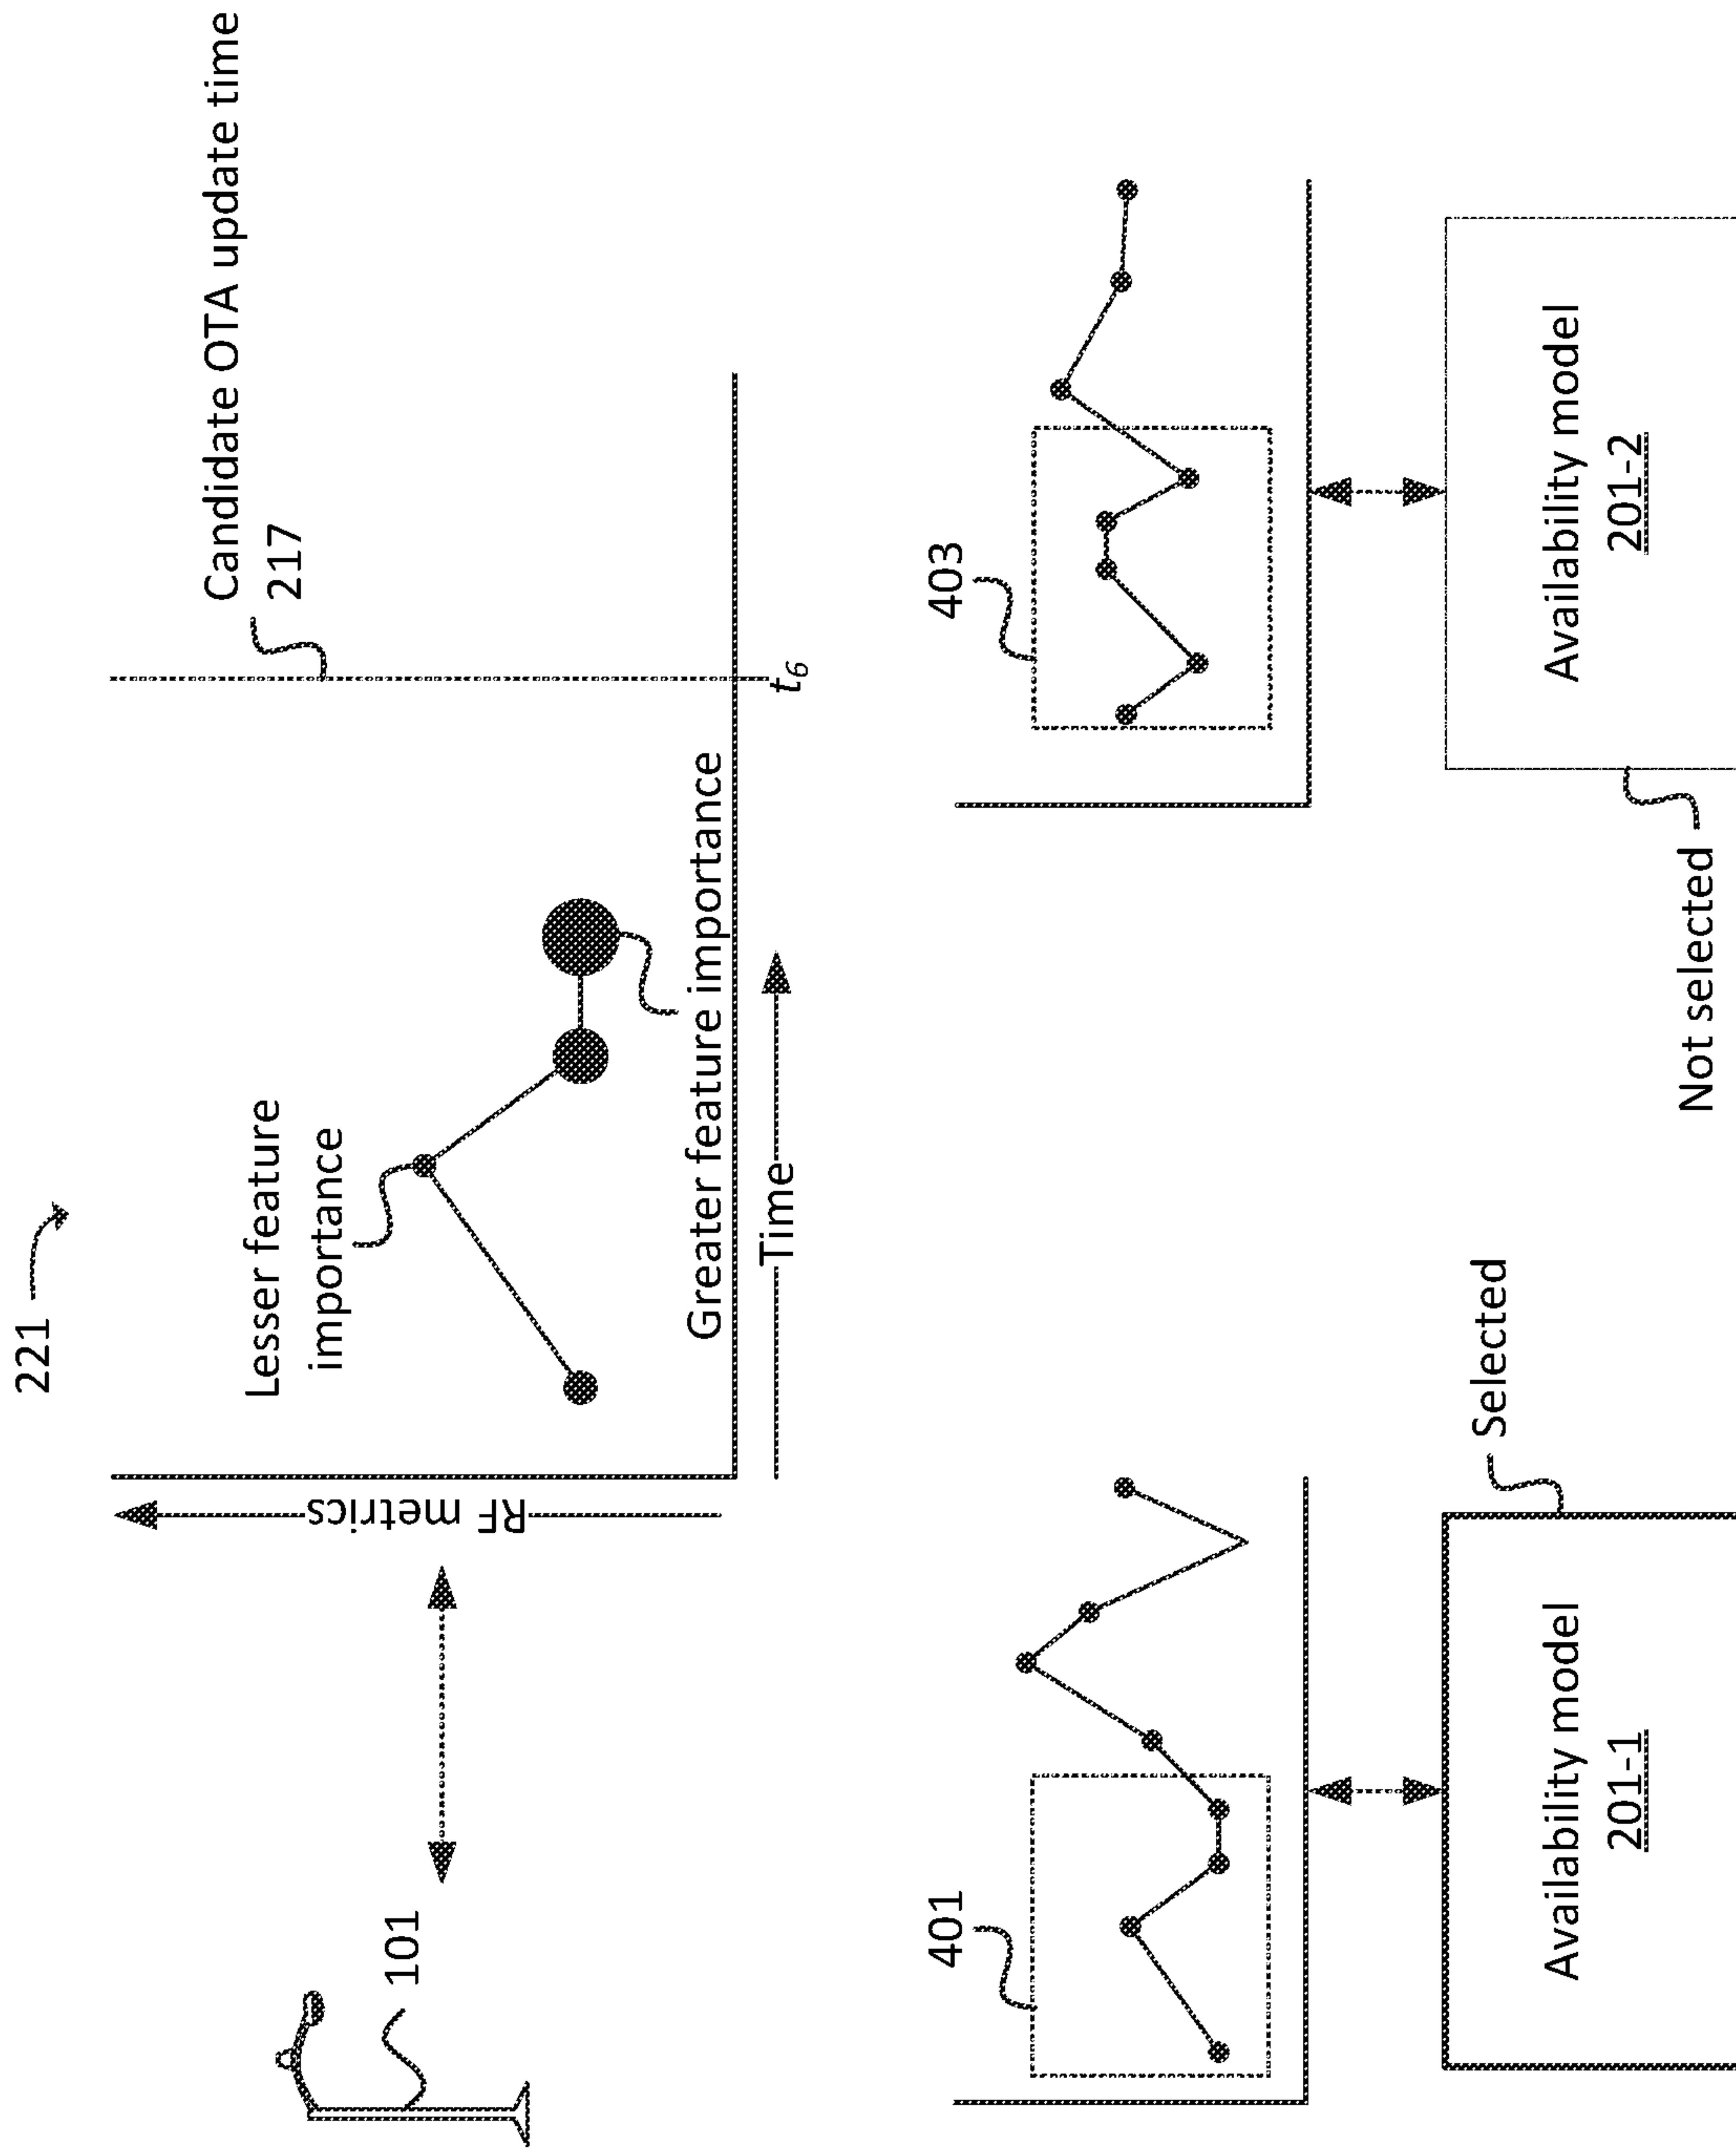 221
Candidate OTA update time
217
Lesser feature
importance
101
RF metrics
t6
Greater feature importance
Time
401
403
Selected
Availability model
201-1
Availability model
201-2
Not selected